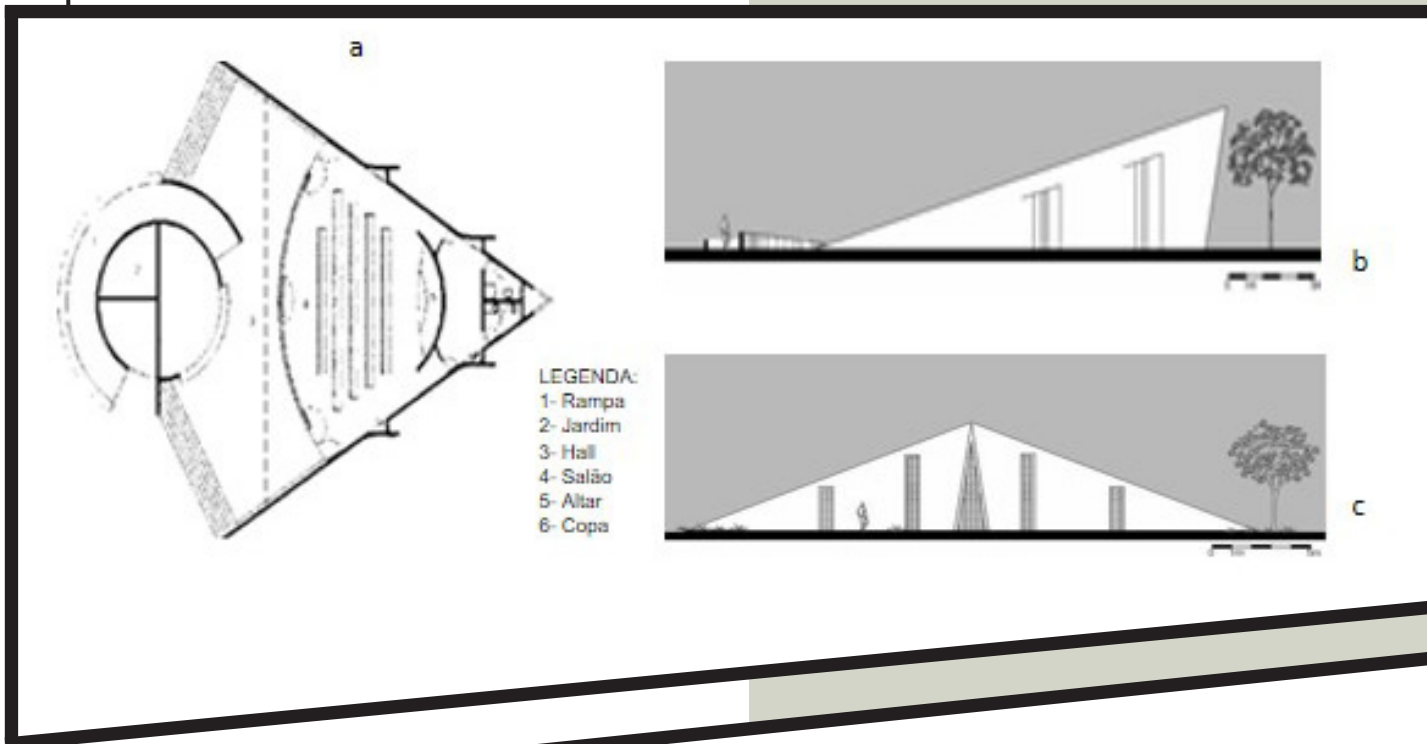 a
b
LEGENDA:
1- Rampa
2- Jardim
3- Hall
4- Salão
5- Altar
6- Copa
c